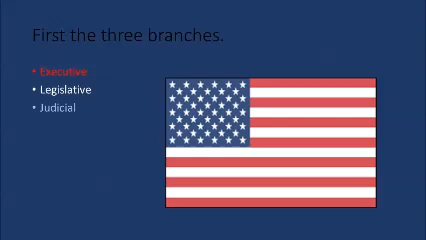 First the three branches.
• Executive
• Legislative
• Judicial